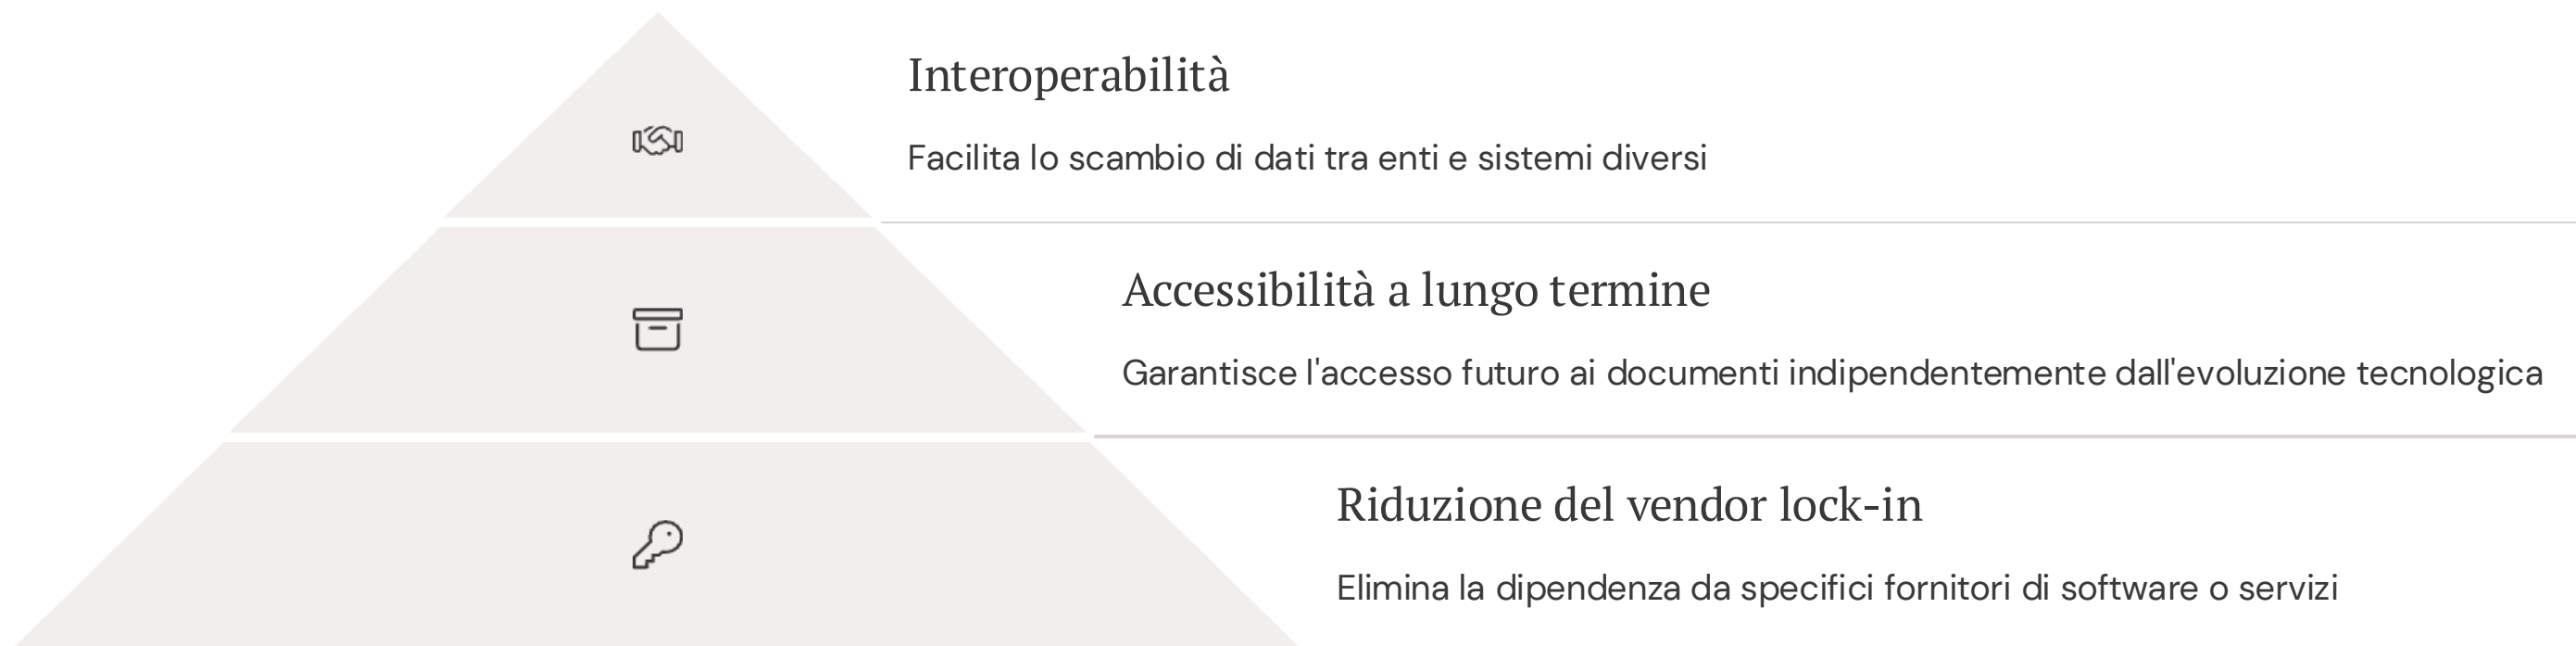 Interoperabilità
Facilita lo scambio di dati tra enti e sistemi diversi
Accessibilità a lungo termine
Garantisce l'accesso futuro ai documenti indipendentemente dall'evoluzione tecnologica
Riduzione del vendor lock-in
Elimina la dipendenza da specifici fornitori di software o servizi